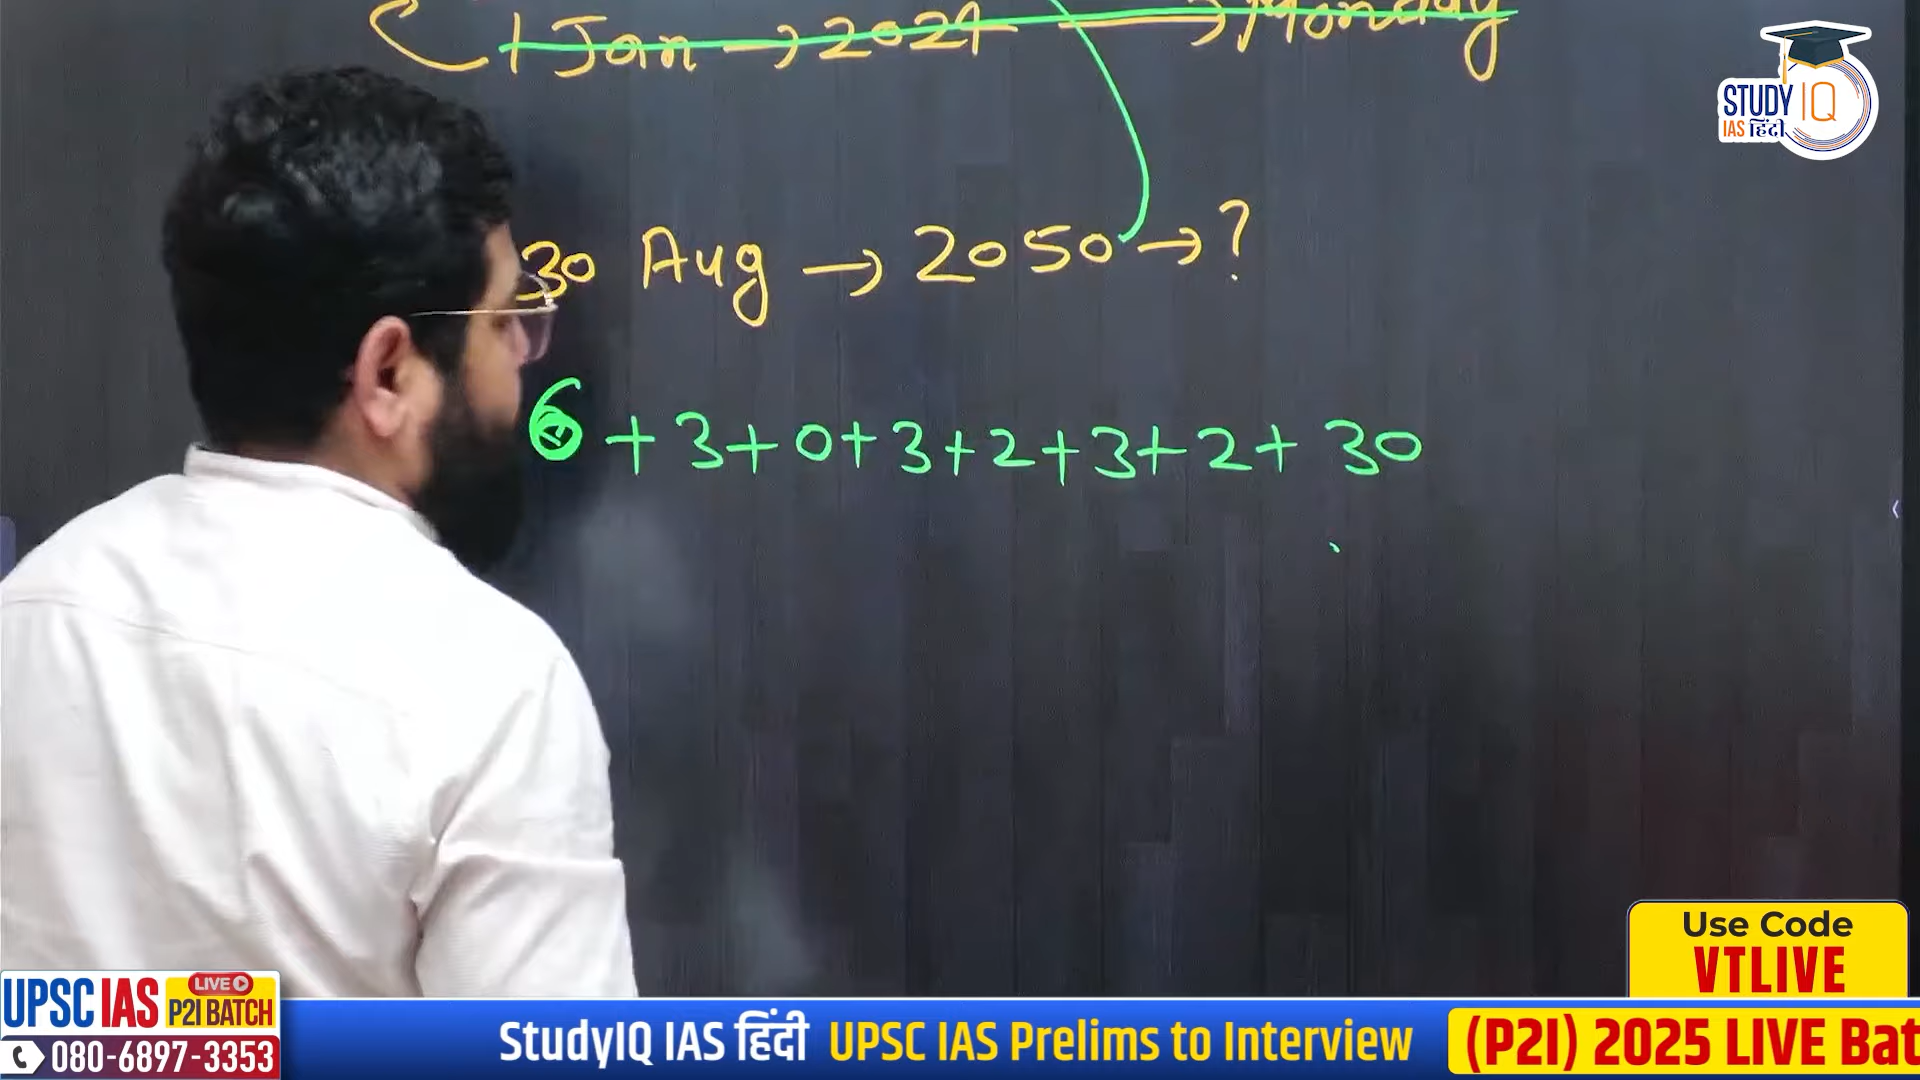 1 Jan → 2024 → Monday
STUDY IQ
IAS हिंदी
30 Aug → 2050 → ?
6 + 3 + 0 + 3 + 2 + 3 + 2 + 30
Use Code
VTLIVE
UPSC IAS LIVE P2I BATCH
080-6897-3353
StudyIQ IAS हिंदी UPSC IAS Prelims to Interview (P2I) 2025 LIVE Bat